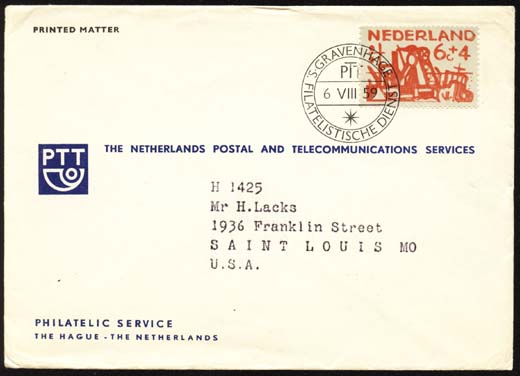 PRINTED MATTER
NEDERLAND
6c+4
'S GRAVENHAGE
PTT
6 VIII 59
FILATELISTISCHE DIENST
PTT
THE NETHERLANDS POSTAL AND TELECOMMUNICATIONS SERVICES
H 1425
Mr H.Lacks
1936 Franklin Street
SAINT LOUIS MO
U.S.A.
PHILATELIC SERVICE
THE HAGUE - THE NETHERLANDS